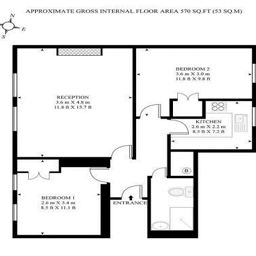 APPROXIMATE GROSS INTERNAL FLOOR AREA 570 SQ.FT (53 SQ.M)
N
S
E
BEDROOM 2
3.6 m X 3.0 m
11.8 ft X 9.8 ft
RECEPTION
3.6 m X 4.8 m
11.8 ft X 15.7 ft
KITCHEN
2.6 m X 2.2 m
8.5 ft X 7.2 ft
BEDROOM 1
2.6 m X 3.4 m
8.5 ft X 11.1 ft
ENTRANCE